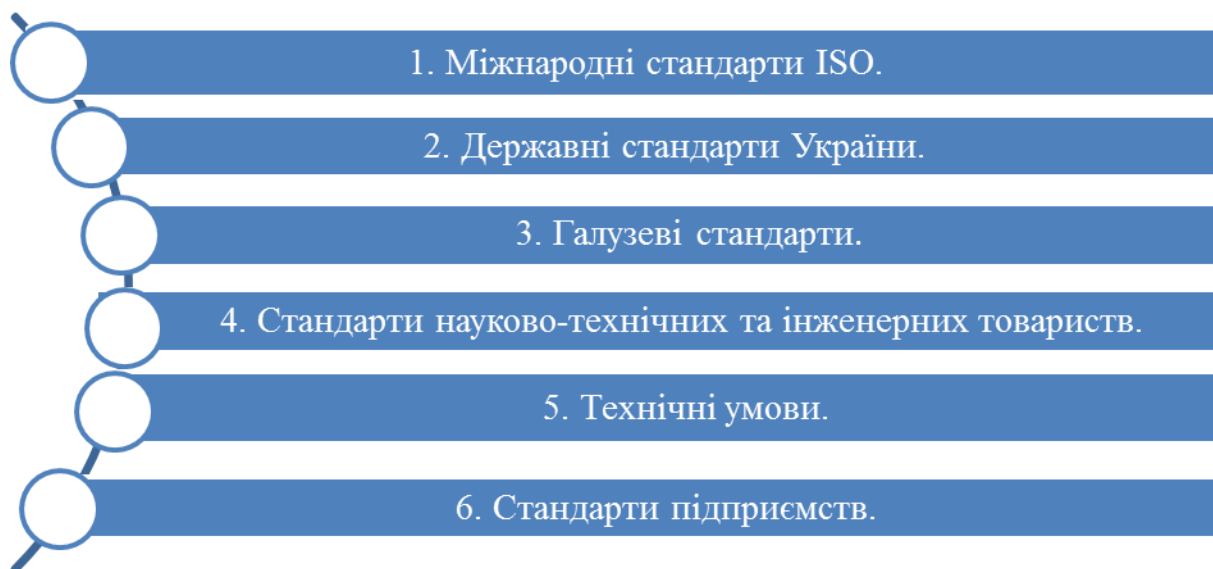 1. Міжнародні стандарти ISO.
2. Державні стандарти України.
3. Галузеві стандарти.
4. Стандарти науково-технічних та інженерних товариств.
5. Технічні умови.
6. Стандарти підприємств.